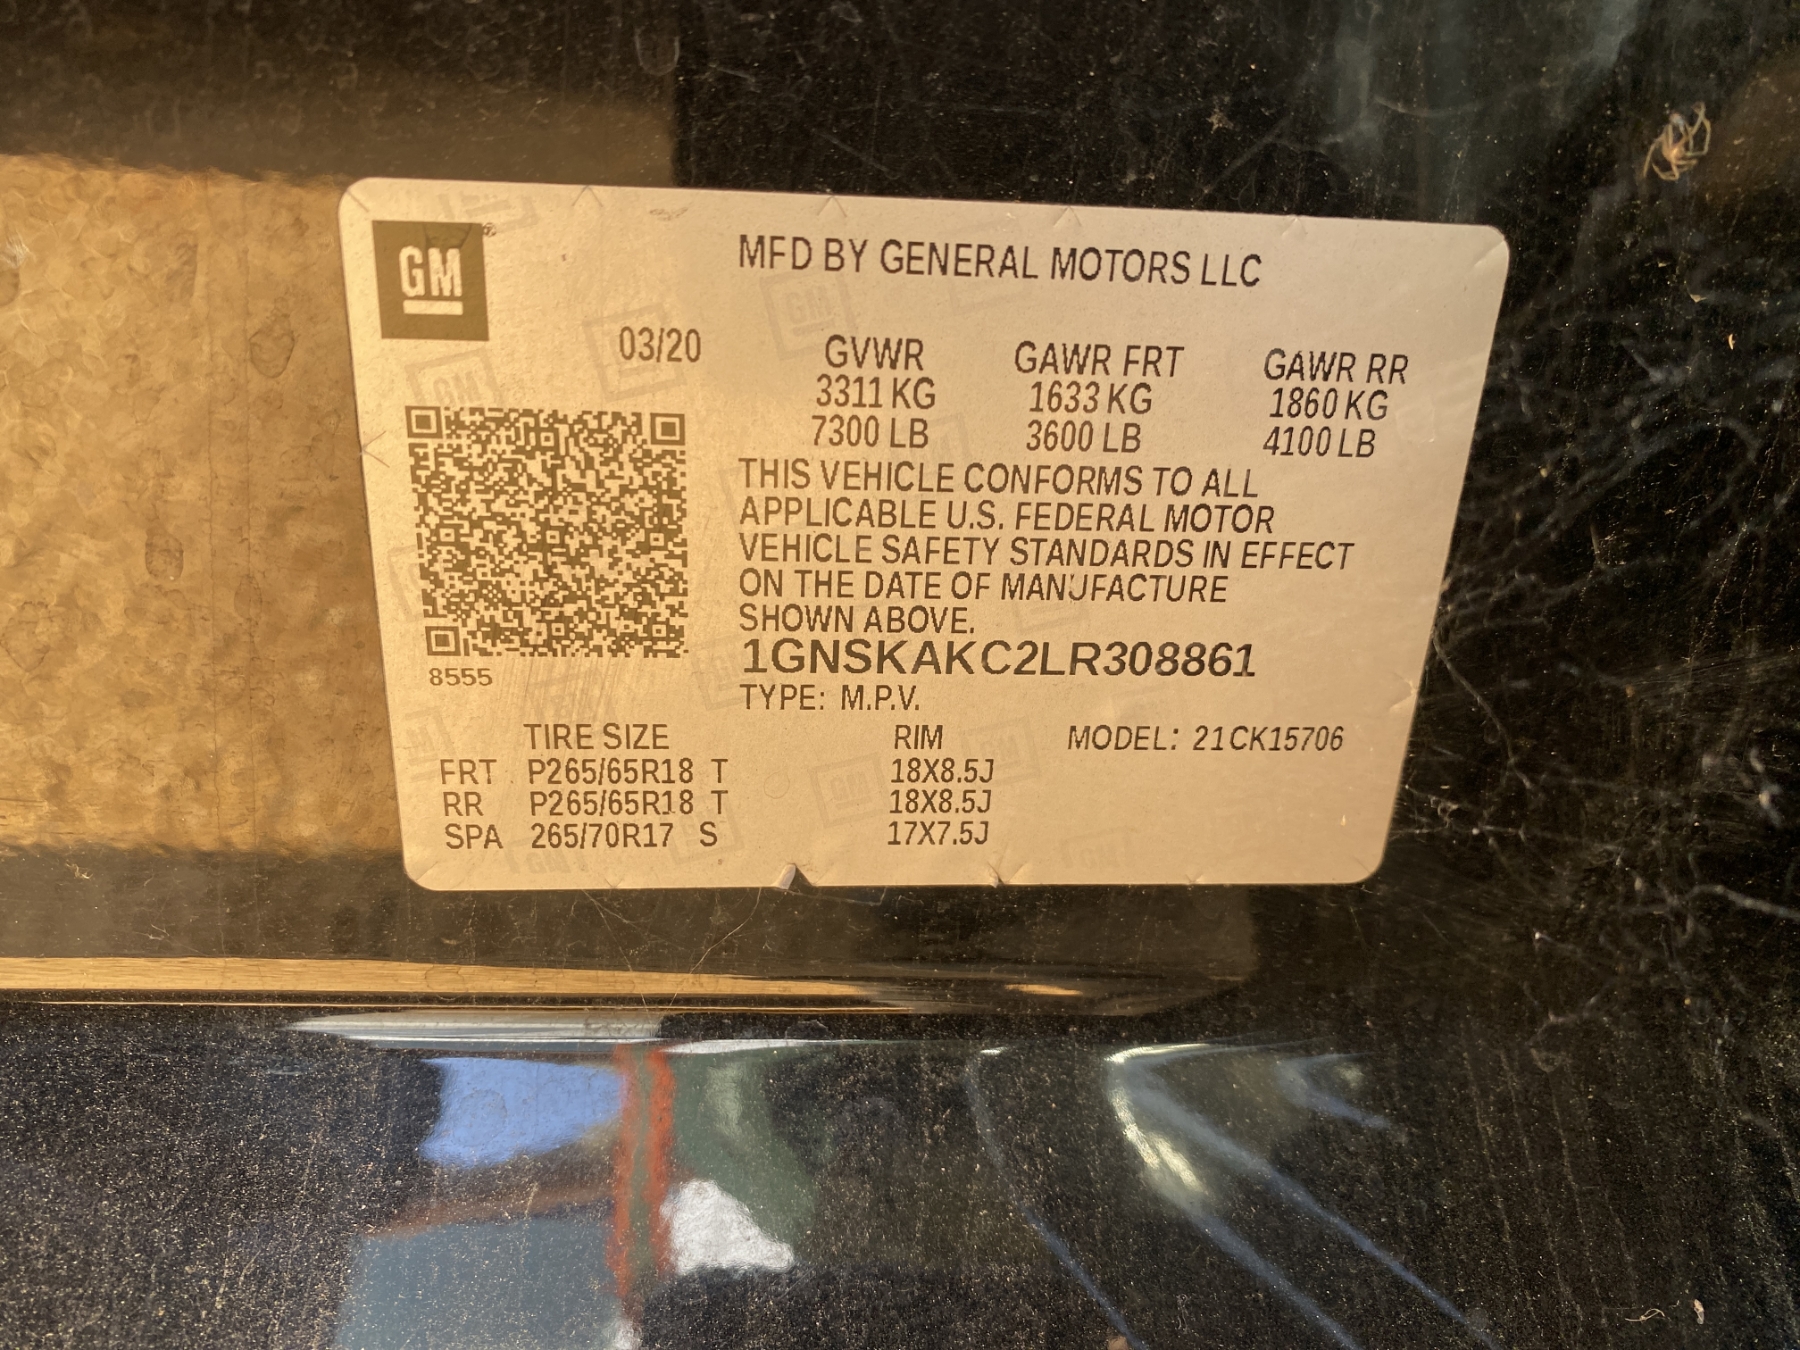 GM
MFD BY GENERAL MOTORS LLC
03/20
GVWR GAWR FRT GAWR RR
3311 KG 1633 KG 1860 KG
7300 LB 3600 LB 4100 LB
THIS VEHICLE CONFORMS TO ALL
APPLICABLE U.S. FEDERAL MOTOR
VEHICLE SAFETY STANDARDS IN EFFECT
ON THE DATE OF MANUFACTURE
SHOWN ABOVE.
1GNSKAKC2LR308861
8555
TYPE: M.P.V.
TIRE SIZE RIM MODEL: 21CK15706
FRT P265/65R18 T 18X8.5J
RR P265/65R18 T 18X8.5J
SPA 265/70R17 S 17X7.5J